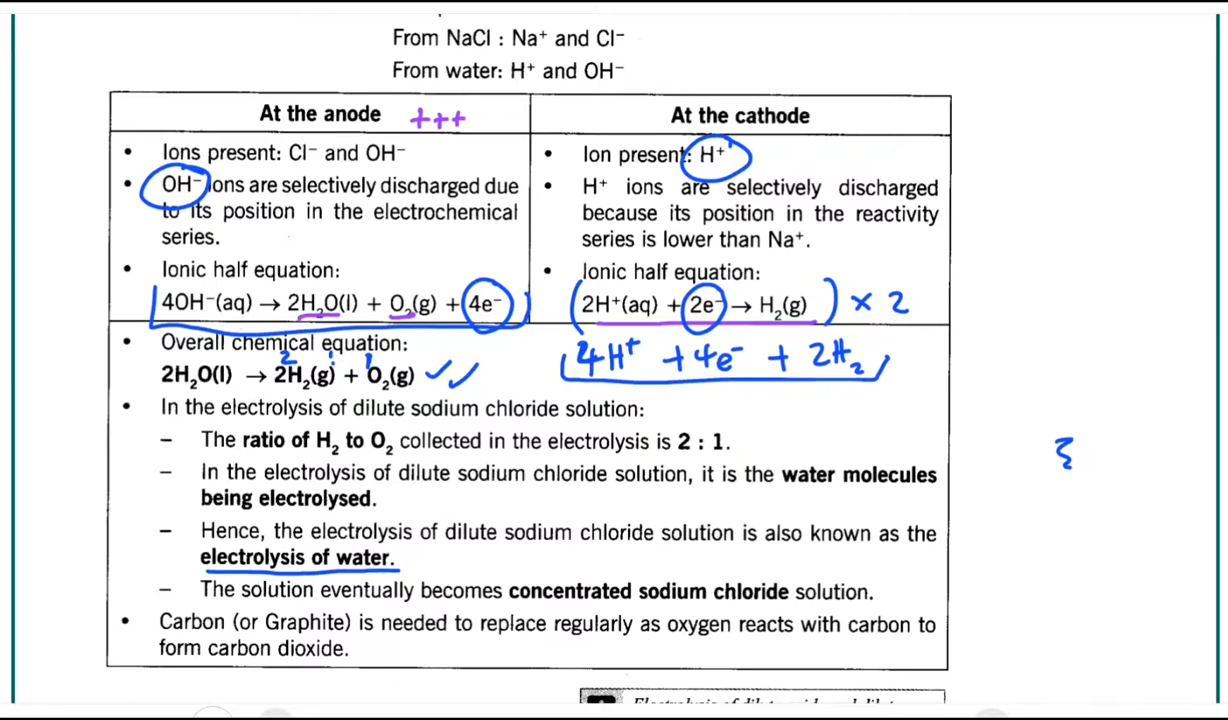 From NaCl : Na⁺ and Cl⁻
From water: H⁺ and OH⁻
At the anode +++
• Ions present: Cl⁻ and OH⁻
• OH⁻ ions are selectively discharged due
to its position in the electrochemical
series.
• Ionic half equation:
4OH⁻(aq) → 2H₂O(l) + O₂(g) + 4e⁻
At the cathode
• Ion present: H⁺
• H⁺ ions are selectively discharged
because its position in the reactivity
series is lower than Na⁺.
• Ionic half equation:
(2H⁺(aq) + 2e⁻ → H₂(g)) × 2
4H⁺ + 4e⁻ + 2H₂
• Overall chemical equation:
2 1 1
2H₂O(l) → 2H₂(g) + O₂(g) ✓✓
• In the electrolysis of dilute sodium chloride solution:
– The ratio of H₂ to O₂ collected in the electrolysis is 2 : 1.
– In the electrolysis of dilute sodium chloride solution, it is the water molecules
being electrolysed.
– Hence, the electrolysis of dilute sodium chloride solution is also known as the
electrolysis of water.
– The solution eventually becomes concentrated sodium chloride solution.
• Carbon (or Graphite) is needed to replace regularly as oxygen reacts with carbon to
form carbon dioxide.